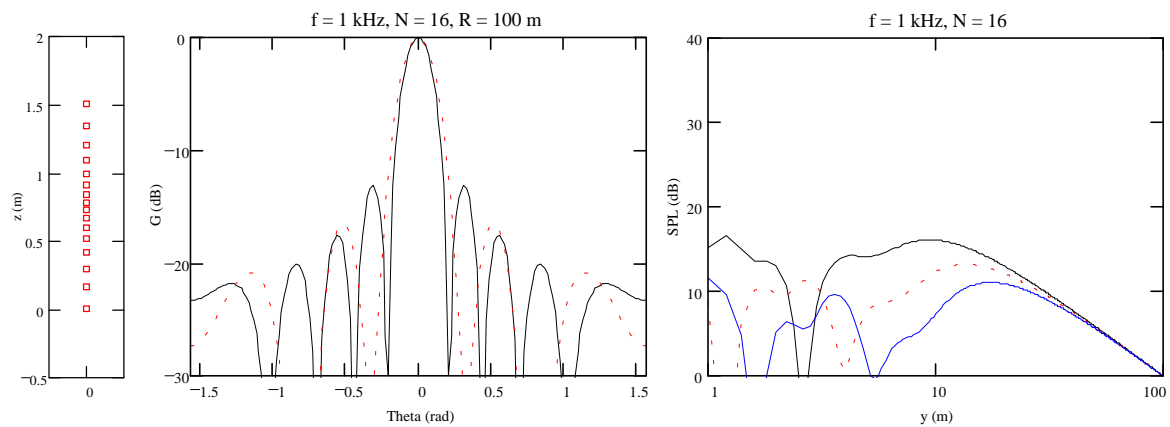 f = 1 kHz, N = 16, R = 100 m
f = 1 kHz, N = 16
2
1.5
1
0.5
0
−0.5
z (m)
0
0
−10
−20
−30
G (dB)
−1.5 −1 −0.5 0 0.5 1 1.5
Theta (rad)
40
30
20
10
0
SPL (dB)
1 10 100
y (m)